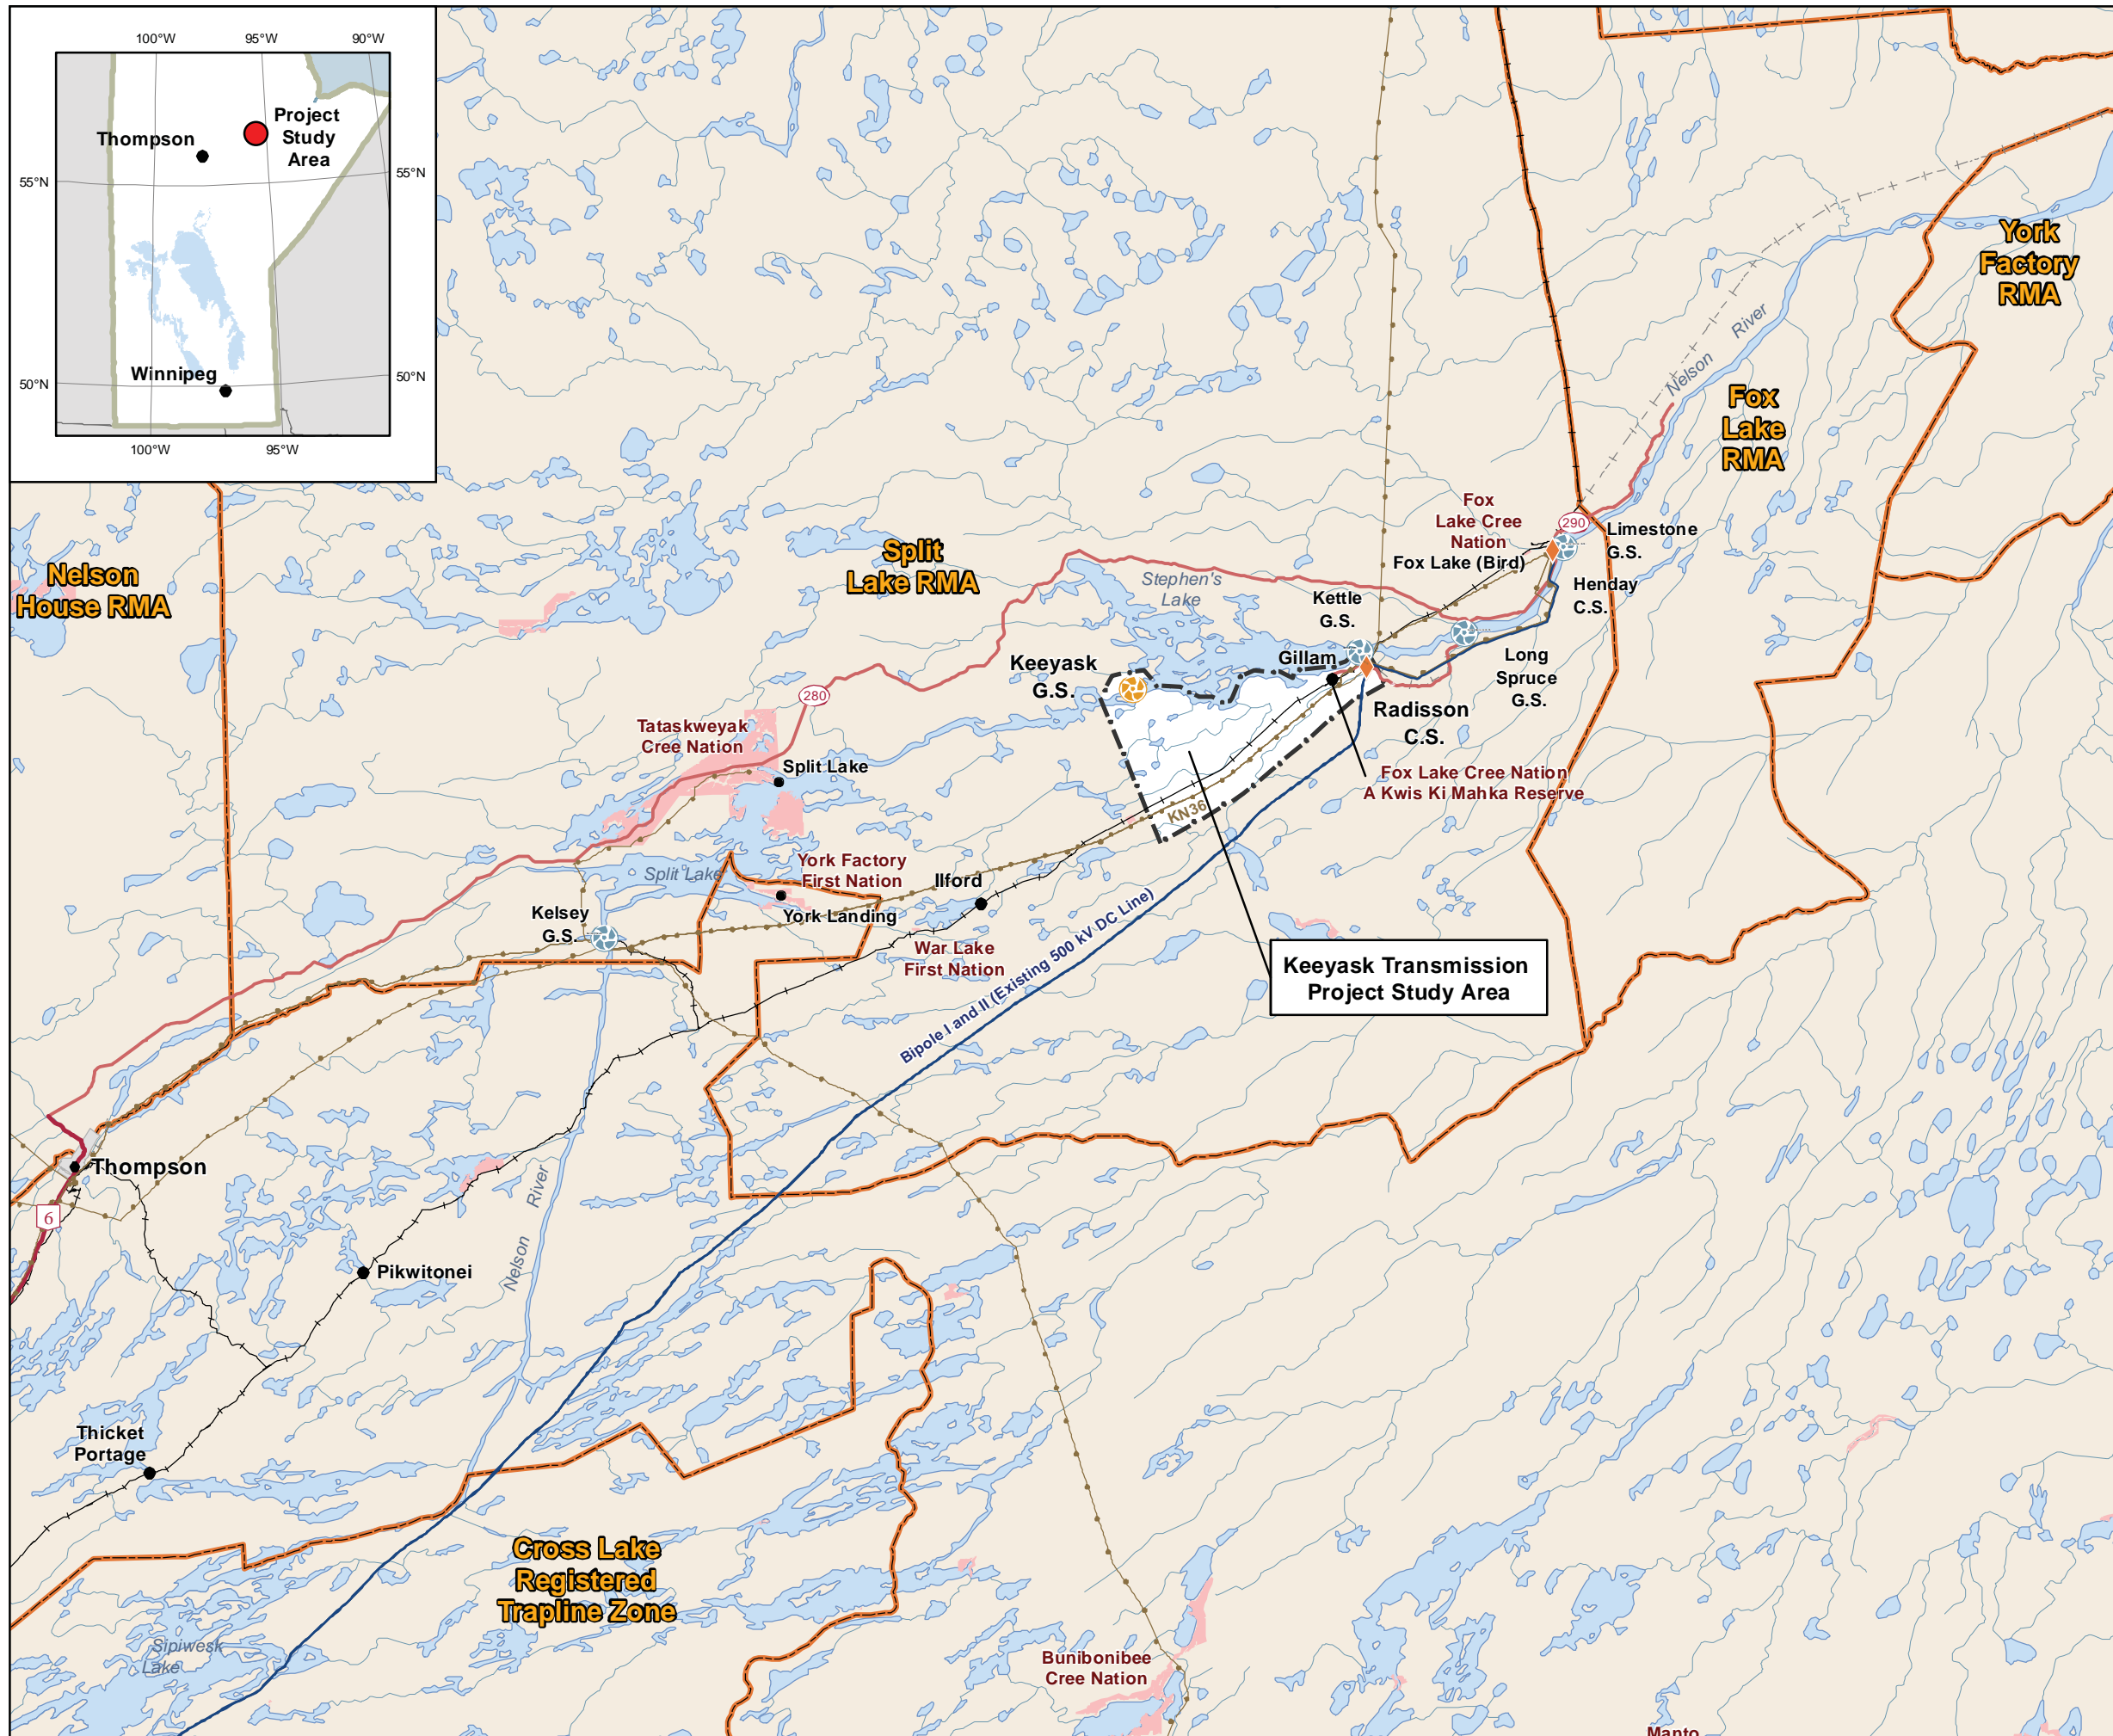 100°W
95°W
90°W
Project
Study
Area
Thompson
55°N
55°N
Winnipeg
50°N
50°N
100°W
95°W
York
Factory
RMA
Nelson River
Fox
Lake
RMA
Fox
Lake Cree
Nation
290
Limestone
G.S.
Fox Lake (Bird)
Henday
C.S.
Split
Lake RMA
Nelson
House RMA
Stephen's
Lake
Kettle
G.S.
Gillam
Keeyask
G.S.
Long
Spruce
G.S.
280
Radisson
C.S.
Tataskweyak
Cree Nation
Split Lake
Fox Lake Cree Nation
A Kwis Ki Mahka Reserve
KN36
York Factory
First Nation
Split Lake
Ilford
Kelsey
G.S.
York Landing
War Lake
First Nation
Bipole I and II (Existing 500 kV DC Line)
Keeyask Transmission
Project Study Area
Thompson
6
Nelson River
Pikwitonei
Thicket
Portage
Cross Lake
Registered
Trapline Zone
Sipiwesk
Lake
Bunibonibee
Cree Nation
Manto